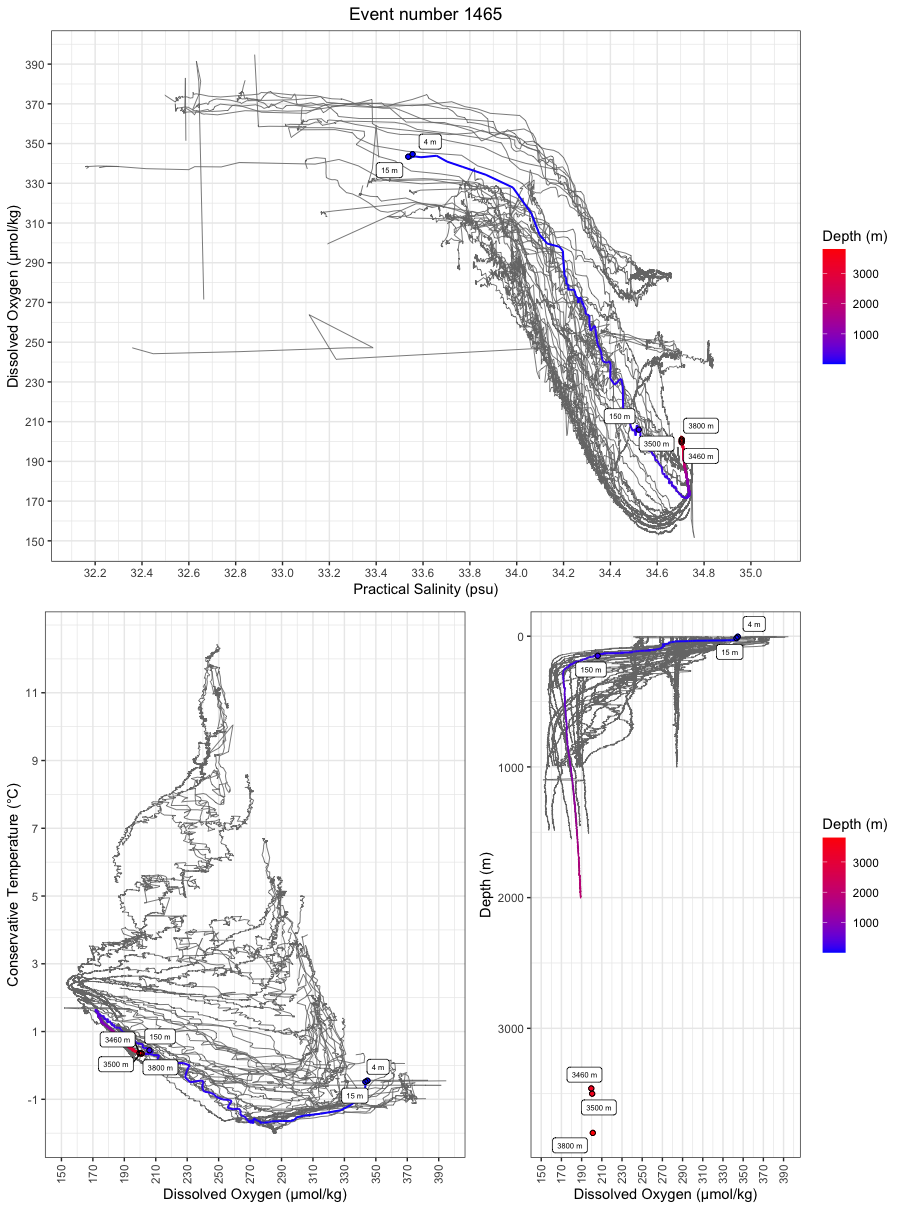 Event number 1465
Dissolved Oxygen (μmol/kg)
390
370
350
330
310
290
270
250
230
210
190
170
150
4 m
15 m
150 m
3500 m
3800 m
3460 m
32.2 32.4 32.6 32.8 33.0 33.2 33.4 33.6 33.8 34.0 34.2 34.4 34.6 34.8 35.0
Practical Salinity (psu)
Depth (m)
3000
2000
1000
Conservative Temperature (°C)
11
9
7
5
3
1
-1
3460 m
150 m
3500 m
3800 m
4 m
15 m
150 170 190 210 230 250 270 290 310 330 350 370 390
Dissolved Oxygen (μmol/kg)
Depth (m)
0
1000
2000
3000
4 m
15 m
150 m
3460 m
3500 m
3800 m
150 170 190 210 230 250 270 290 310 330 350 370 390
Dissolved Oxygen (μmol/kg)
Depth (m)
3000
2000
1000